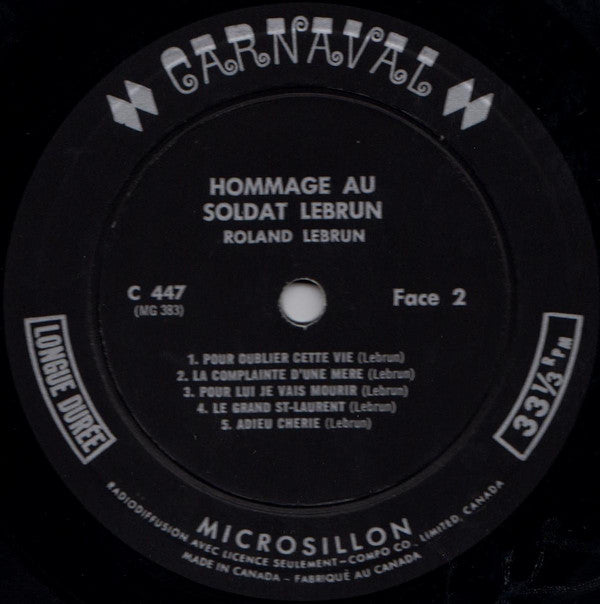 CARNAVAL
HOMMAGE AU
SOLDAT LEBRUN
ROLAND LEBRUN
C 447
(MG 383)
Face 2
1. POUR OUBLIER CETTE VIE (Lebrun)
2. LA COMPLAINTE D'UNE MERE (Lebrun)
3. POUR LUI JE VAIS MOURIR (Lebrun)
4. LE GRAND ST-LAURENT (Lebrun)
5. ADIEU CHERIE (Lebrun)
LONGUE DURÉE
33 1/3 RPM
MICROSILLON
RADIODIFFUSION AVEC LICENCE SEULEMENT–COMPO CO. LIMITED, CANADA
MADE IN CANADA – FABRIQUÉ AU CANADA